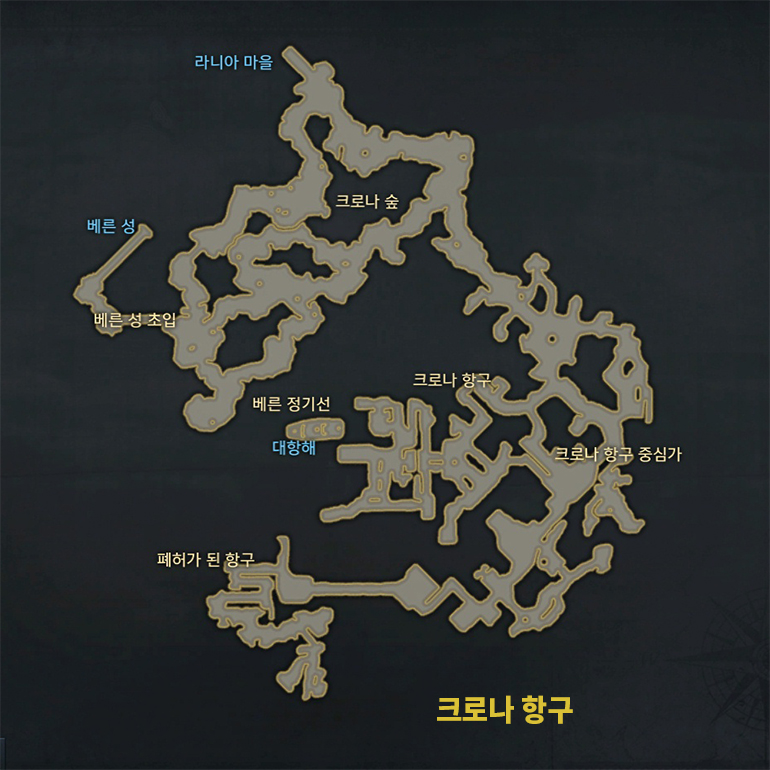 라니아 마을
크로나 숲
베른 성
베른 성 초입
크로나 항구
베른 정기선
대항해
크로나 항구 중심가
폐허가 된 항구
크로나 항구